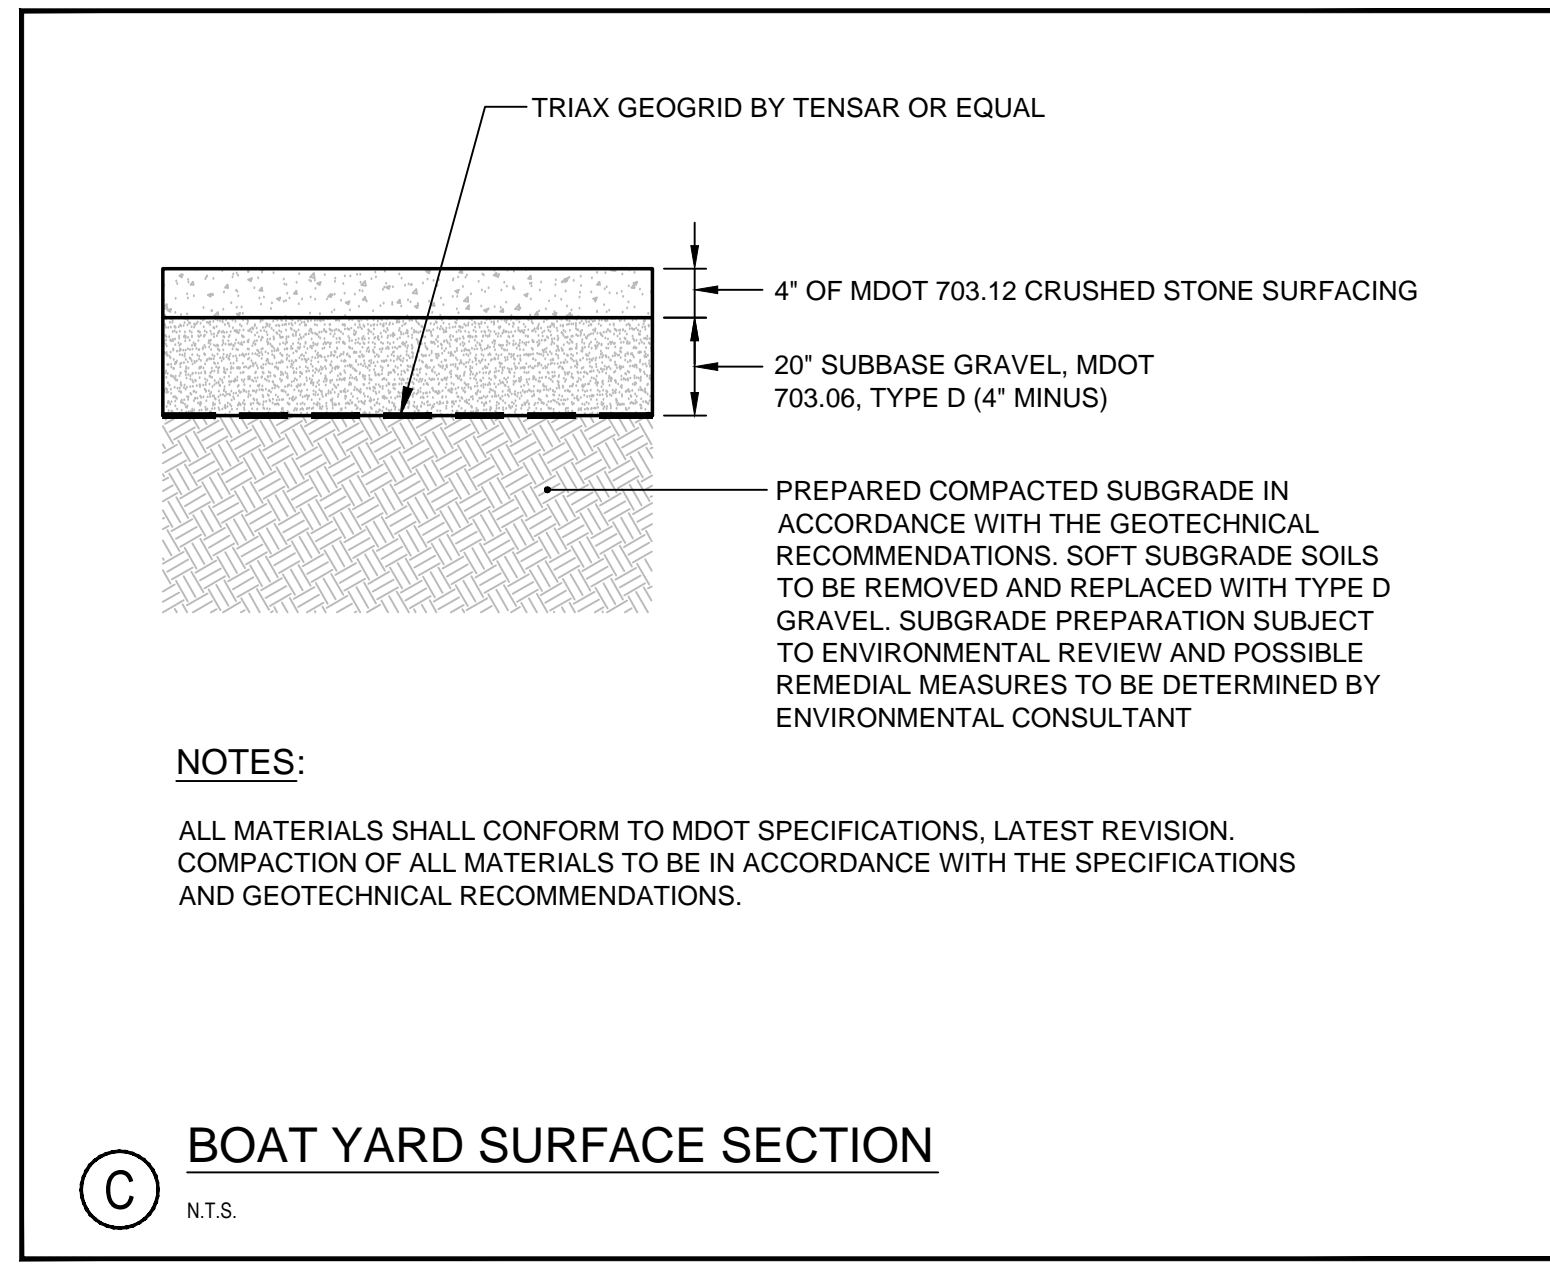 TRIAX GEOGRID BY TENSAR OR EQUAL
4" OF MDOT 703.12 CRUSHED STONE SURFACING
20" SUBBASE GRAVEL, MDOT
703.06, TYPE D (4" MINUS)
PREPARED COMPACTED SUBGRADE IN
ACCORDANCE WITH THE GEOTECHNICAL
RECOMMENDATIONS. SOFT SUBGRADE SOILS
TO BE REMOVED AND REPLACED WITH TYPE D
GRAVEL. SUBGRADE PREPARATION SUBJECT
TO ENVIRONMENTAL REVIEW AND POSSIBLE
REMEDIAL MEASURES TO BE DETERMINED BY
ENVIRONMENTAL CONSULTANT
NOTES:
ALL MATERIALS SHALL CONFORM TO MDOT SPECIFICATIONS, LATEST REVISION.
COMPACTION OF ALL MATERIALS TO BE IN ACCORDANCE WITH THE SPECIFICATIONS
AND GEOTECHNICAL RECOMMENDATIONS.
BOAT YARD SURFACE SECTION
C
N.T.S.